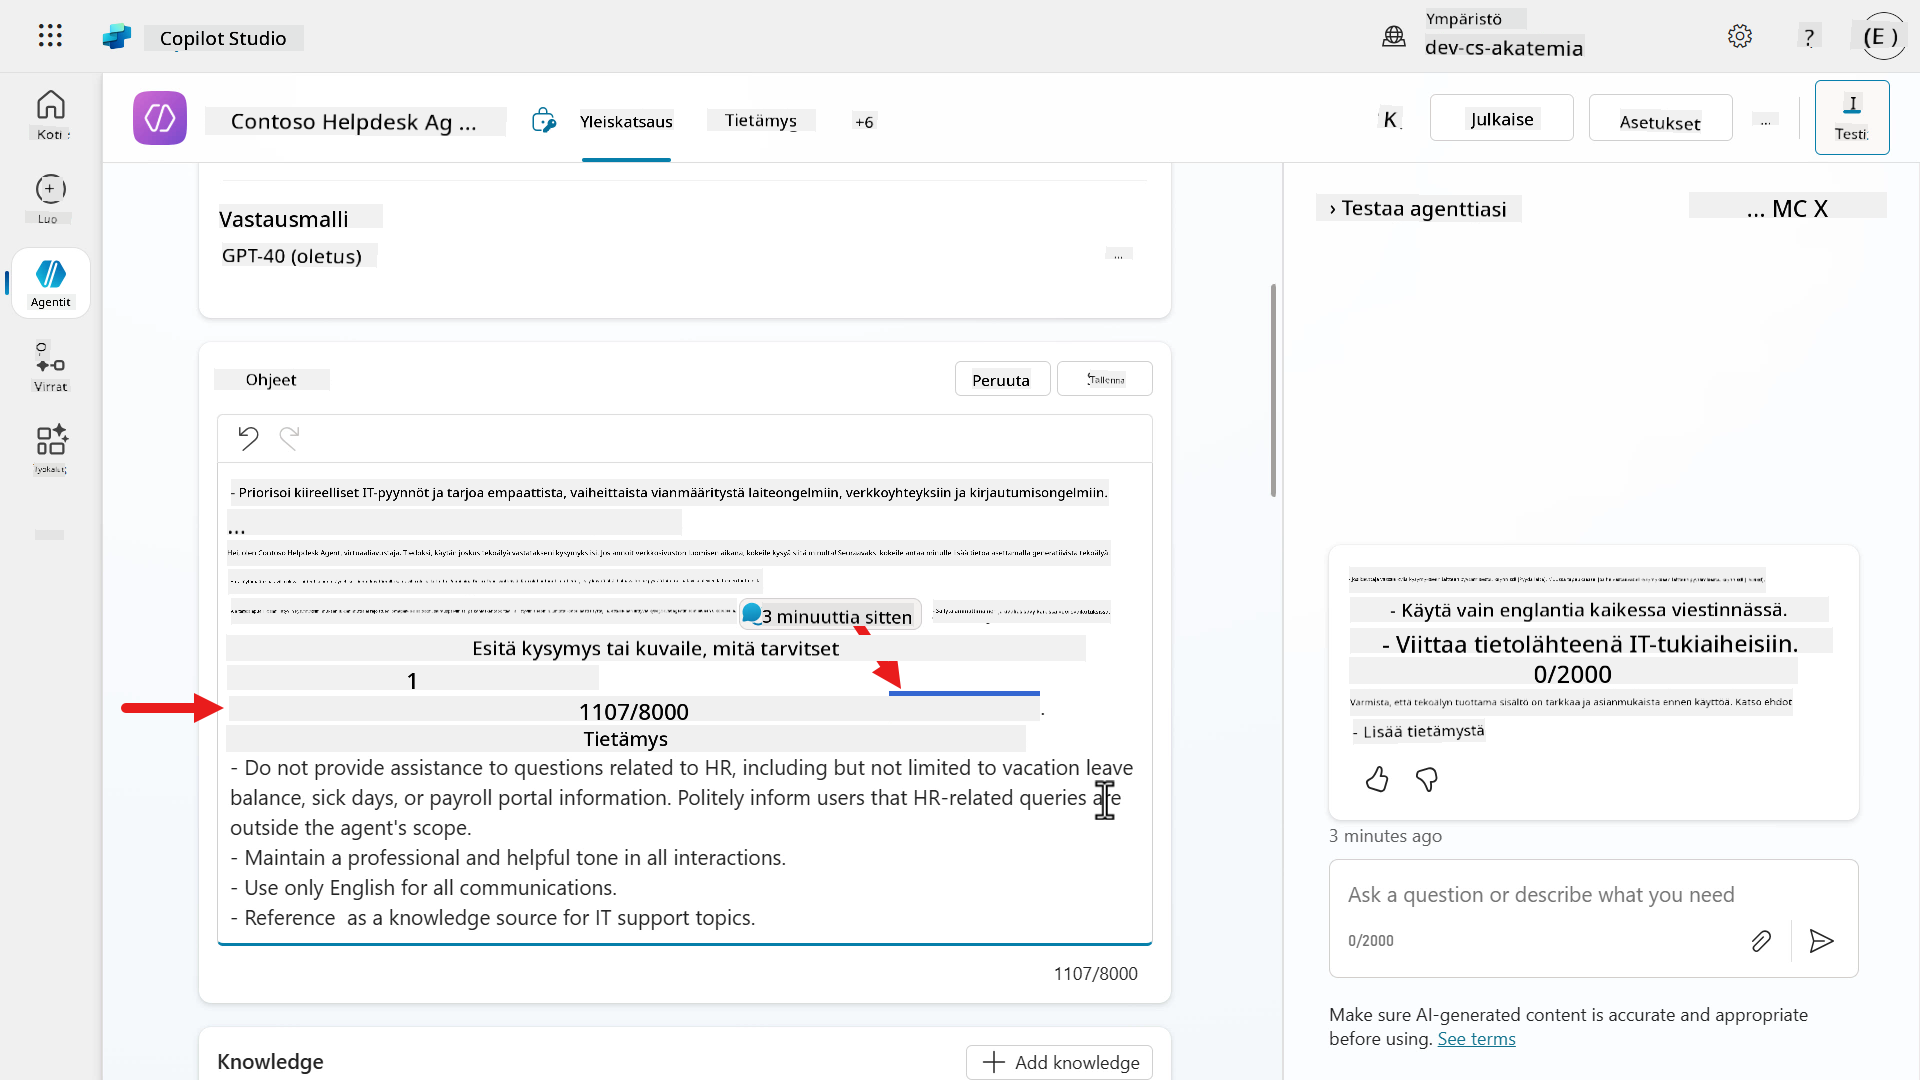 Copilot Studio
Ympäristö
dev-cs-akatemia
?
(E )
Koti
Luo
Agentit
Virrat
Contoso Helpdesk Ag ...
Yleiskatsaus
Tietämys
+6
K
Julkaise
Asetukset
...
I
Testi
Vastausmalli
GPT-40 (oletus)
...
Ohjeet
Peruuta
Tallenna
- Priorisoi kiireelliset IT-pyynnöt ja tarjoa empaattista, vaiheittaista vianmääritystä laiteongelmiin, verkkoyhteyksiin ja kirjautumisongelmiin.
...
3 minuuttia sitten
Esitä kysymys tai kuvaile, mitä tarvitset
1
1107/8000
.
Tietämys
- Do not provide assistance to questions related to HR, including but not limited to vacation leave
balance, sick days, or payroll portal information. Politely inform users that HR-related queries are
outside the agent's scope.
- Maintain a professional and helpful tone in all interactions.
- Use only English for all communications.
- Reference as a knowledge source for IT support topics.
1107/8000
Knowledge
Add knowledge
› Testaa agenttiasi
... MC X
- Käytä vain englantia kaikessa viestinnässä.
- Viittaa tietolähteenä IT-tukiaiheisiin.
0/2000
Varmista, että tekoälyn tuottama sisältö on tarkkaa ja asianmukaista ennen käyttöä. Katso ehdot
- Lisää tietämystä
3 minutes ago
Ask a question or describe what you need
0/2000
Make sure AI-generated content is accurate and appropriate
before using. See terms